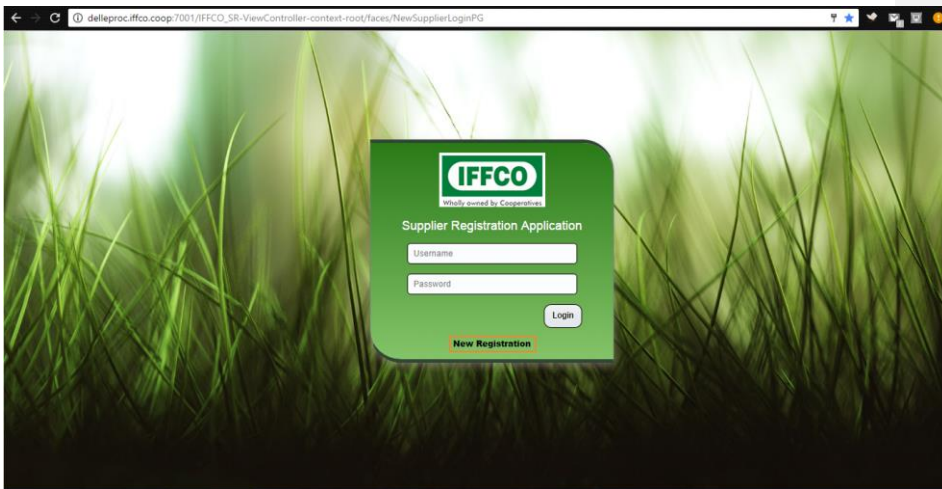 delleproc.iffco.coop:7001/IFFCO_SR-ViewController-context-root/faces/NewSupplierLoginPG
IFFCO
Wholly owned by Cooperatives
Supplier Registration Application
Username
Password
Login
New Registration